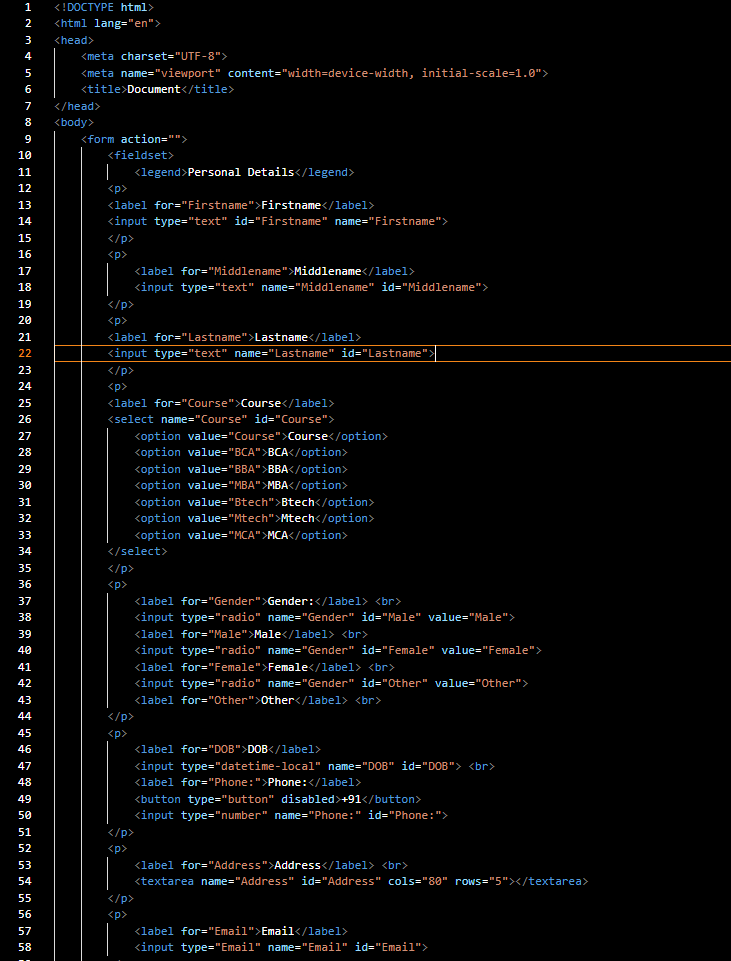 1 <!DOCTYPE html>
2 <html lang="en">
3 <head>
4 <meta charset="UTF-8">
5 <meta name="viewport" content="width=device-width, initial-scale=1.0">
6 <title>Document</title>
7 </head>
8 <body>
9 <form action="">
10 <fieldset>
11 <legend>Personal Details</legend>
12 <p>
13 <label for="Firstname">Firstname</label>
14 <input type="text" id="Firstname" name="Firstname">
15 </p>
16 <p>
17 <label for="Middlename">Middlename</label>
18 <input type="text" name="Middlename" id="Middlename">
19 </p>
20 <p>
21 <label for="Lastname">Lastname</label>
22 <input type="text" name="Lastname" id="Lastname">
23 </p>
24 <p>
25 <label for="Course">Course</label>
26 <select name="Course" id="Course">
27 <option value="Course">Course</option>
28 <option value="BCA">BCA</option>
29 <option value="BBA">BBA</option>
30 <option value="MBA">MBA</option>
31 <option value="Btech">Btech</option>
32 <option value="Mtech">Mtech</option>
33 <option value="MCA">MCA</option>
34 </select>
35 </p>
36 <p>
37 <label for="Gender">Gender:</label> <br>
38 <input type="radio" name="Gender" id="Male" value="Male">
39 <label for="Male">Male</label> <br>
40 <input type="radio" name="Gender" id="Female" value="Female">
41 <label for="Female">Female</label> <br>
42 <input type="radio" name="Gender" id="Other" value="Other">
43 <label for="Other">Other</label> <br>
44 </p>
45 <p>
46 <label for="DOB">DOB</label>
47 <input type="datetime-local" name="DOB" id="DOB"> <br>
48 <label for="Phone:">Phone:</label>
49 <button type="button" disabled>+91</button>
50 <input type="number" name="Phone:" id="Phone:">
51 </p>
52 <p>
53 <label for="Address">Address</label> <br>
54 <textarea name="Address" id="Address" cols="80" rows="5"></textarea>
55 </p>
56 <p>
57 <label for="Email">Email</label>
58 <input type="Email" name="Email" id="Email">